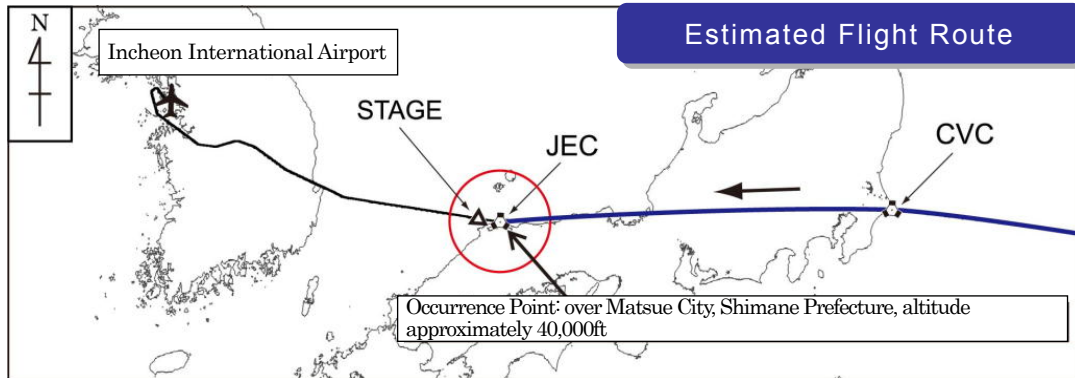 N
Estimated Flight Route
Incheon International Airport
STAGE
JEC
CVC
Occurrence Point: over Matsue City, Shimane Prefecture, altitude
approximately 40,000ft